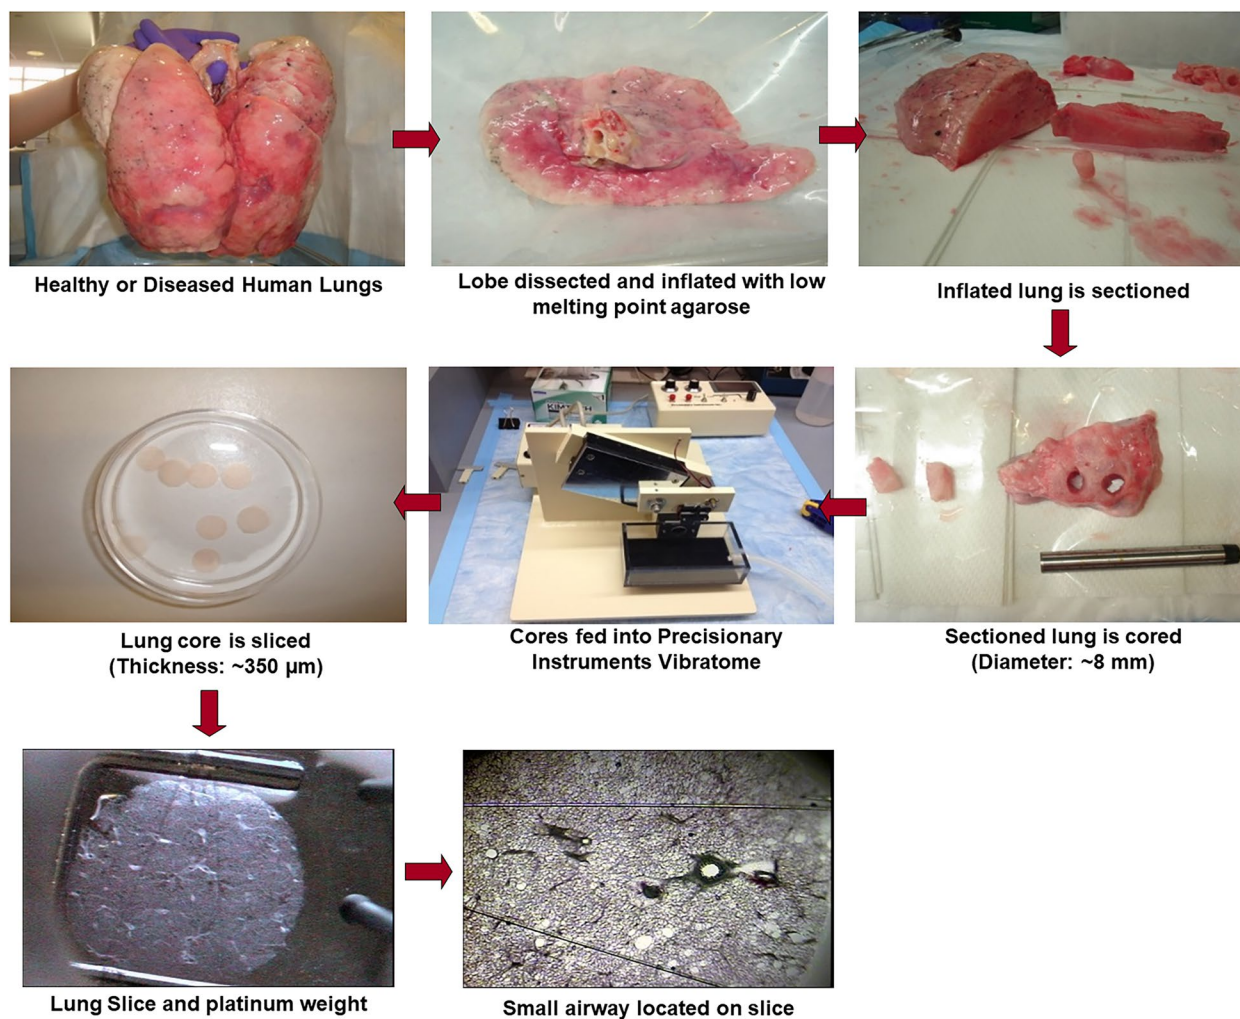 Healthy or Diseased Human Lungs
Lobe dissected and inflated with low
melting point agarose
Inflated lung is sectioned
KIMTECH
Lung core is sliced
(Thickness: ~350 µm)
Cores fed into Precisionary
Instruments Vibratome
Sectioned lung is cored
(Diameter: ~8 mm)
Lung Slice and platinum weight
Small airway located on slice